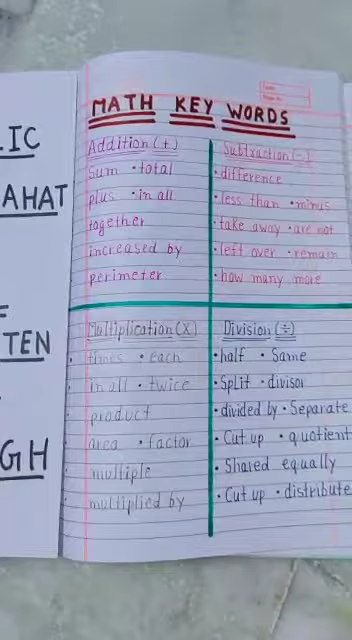 LIC
AHAT
TEN
GH
MATH KEY WORDS
Addition (+)
Sum • total
plus • in all
together
increased by
perimeter
Subtraction (-)
• difference
• less than • minus
• take away • are not
• left over • remain
• how many more
Multiplication (X)
• times • each
• in all • twice
• product
• area • factor
• multiple
• multiplied by
Division (÷)
• half • Same
• Split • divisor
• divided by • Separate
• Cut up • quotient
• Shared equally
• Cut up • distribute